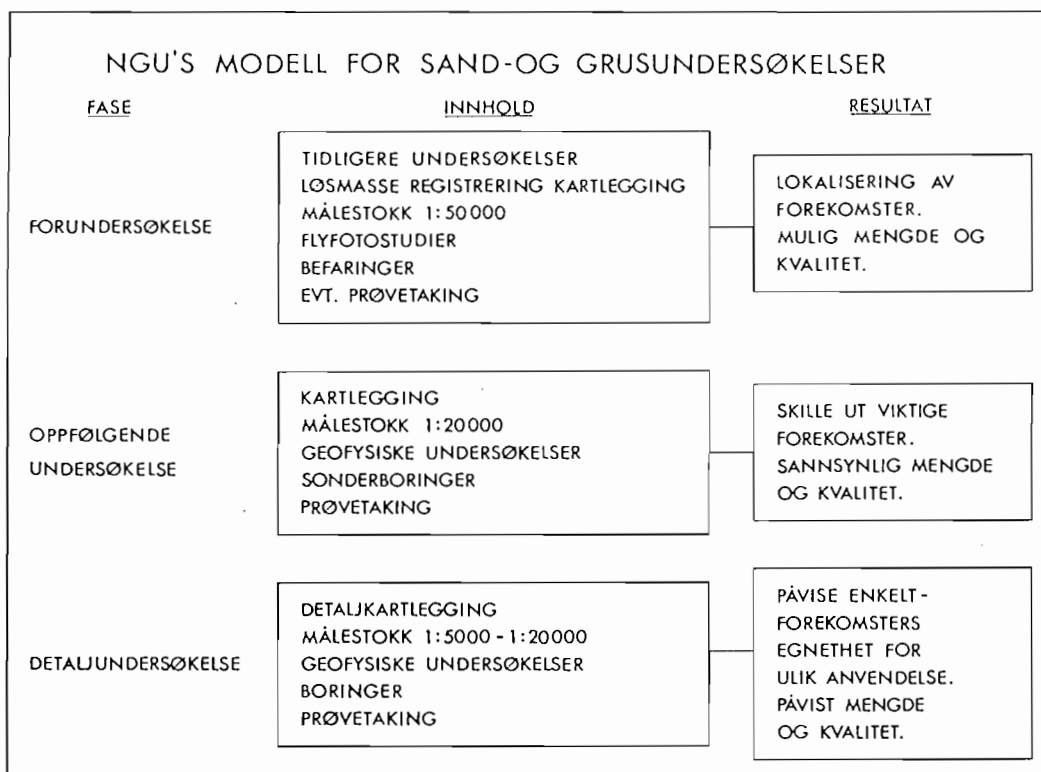 NGU'S MODELL FOR SAND-OG GRUSUNDERSØKELSER
FASE
INNHOLD
RESULTAT
FORUNDERSØKELSE
TIDLIGERE UNDERSØKELSER
LØSMASSE REGISTRERING KARTLEGGING
MÅLESTOKK 1:50000
FLYFOTOSTUDIER
BEFARINGER
EVT. PRØVETAKING
LOKALISERING AV
FOREKOMSTER.
MULIG MENGDE OG
KVALITET.
OPPFØLGENDE
UNDERSØKELSE
KARTLEGGING
MÅLESTOKK 1:20000
GEOFYSISKE UNDERSØKELSER
SONDERBORINGER
PRØVETAKING
SKILLE UT VIKTIGE
FOREKOMSTER.
SANNSYNLIG MENGDE
OG KVALITET.
DETALJUNDERSØKELSE
DETALJKARTLEGGING
MÅLESTOKK 1:5000-1:20000
GEOFYSISKE UNDERSØKELSER
BORINGER
PRØVETAKING
PÅVISE ENKELT-
FOREKOMSTERS
EGNETHET FOR
ULIK ANVENDELSE.
PÅVIST MENGDE
OG KVALITET.